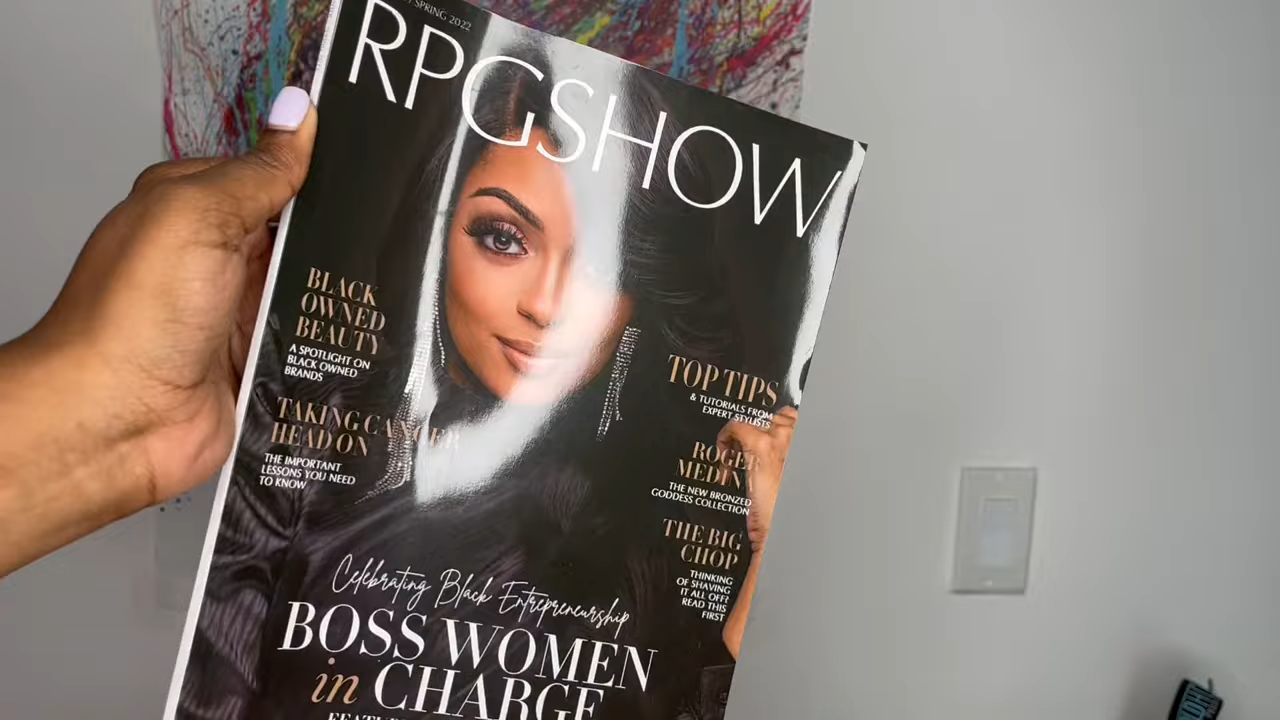 SPRING 2022
RPGSHOW
BLACK
OWNED
BEAUTY
A SPOTLIGHT ON
BLACK OWNED
BRANDS
TAKING CANCER
HEAD ON
THE IMPORTANT
LESSONS YOU NEED
TO KNOW
TOP TIPS
& TUTORIALS FROM
EXPERT STYLISTS
ROGER
MEDINA
THE NEW BRONZED
GODDESS COLLECTION
THE BIG
CHOP
THINKING
OF SHAVING
IT ALL OFF?
READ THIS
FIRST
Celebrating Black Entrepreneurship
BOSS WOMEN
in CHARGE